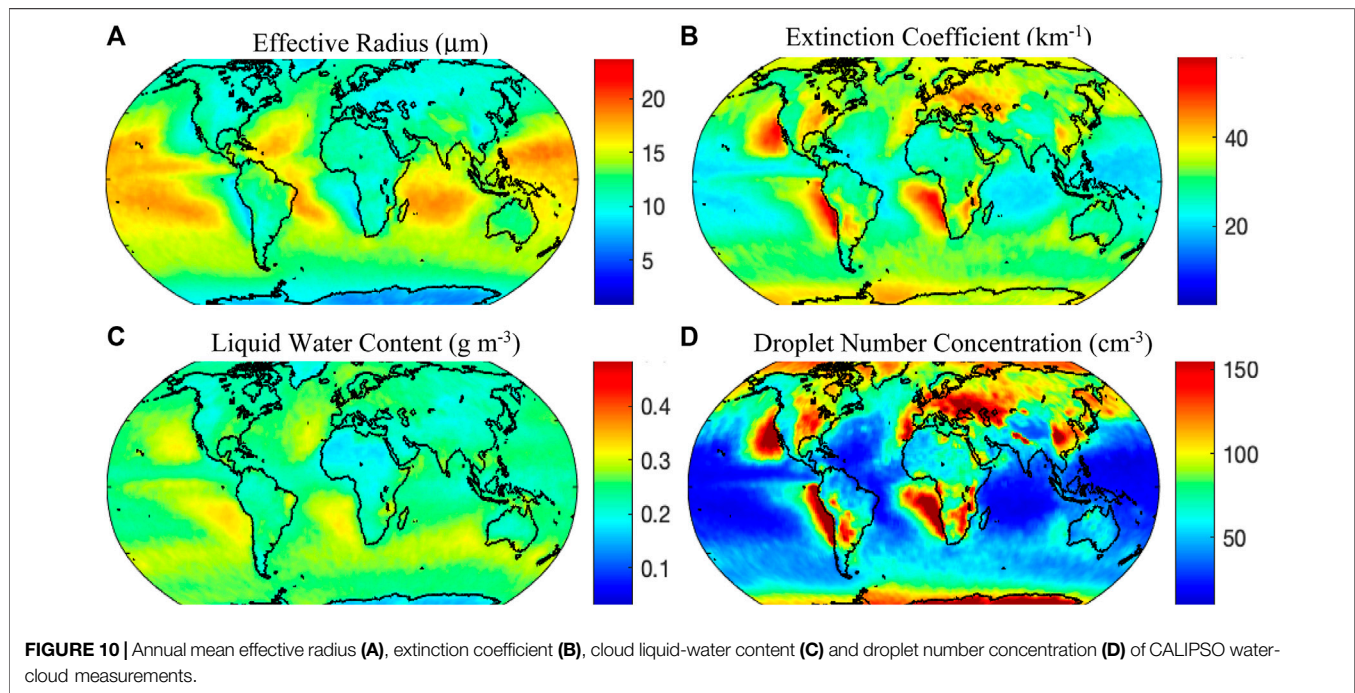 A
Effective Radius (μm)
20
15
10
5
B
Extinction Coefficient (km-1)
40
20
C
Liquid Water Content (g m-3)
0.4
0.3
0.2
0.1
D
Droplet Number Concentration (cm-3)
150
100
50
FIGURE 10 | Annual mean effective radius (A), extinction coefficient (B), cloud liquid-water content (C) and droplet number concentration (D) of CALIPSO water-
cloud measurements.